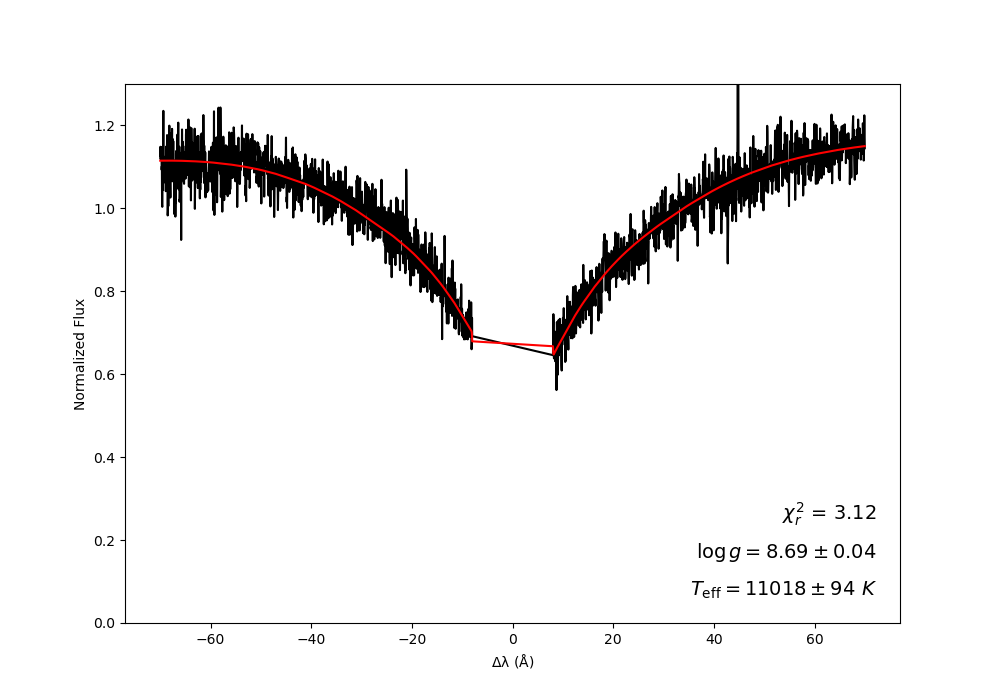 1.2
1.0
0.8
0.6
0.4
0.2
0.0
Normalized Flux
χ²ᵣ = 3.12
log g = 8.69 ± 0.04
T_eff = 11018 ± 94 K
−60 −40 −20 0 20 40 60
Δλ (Å)